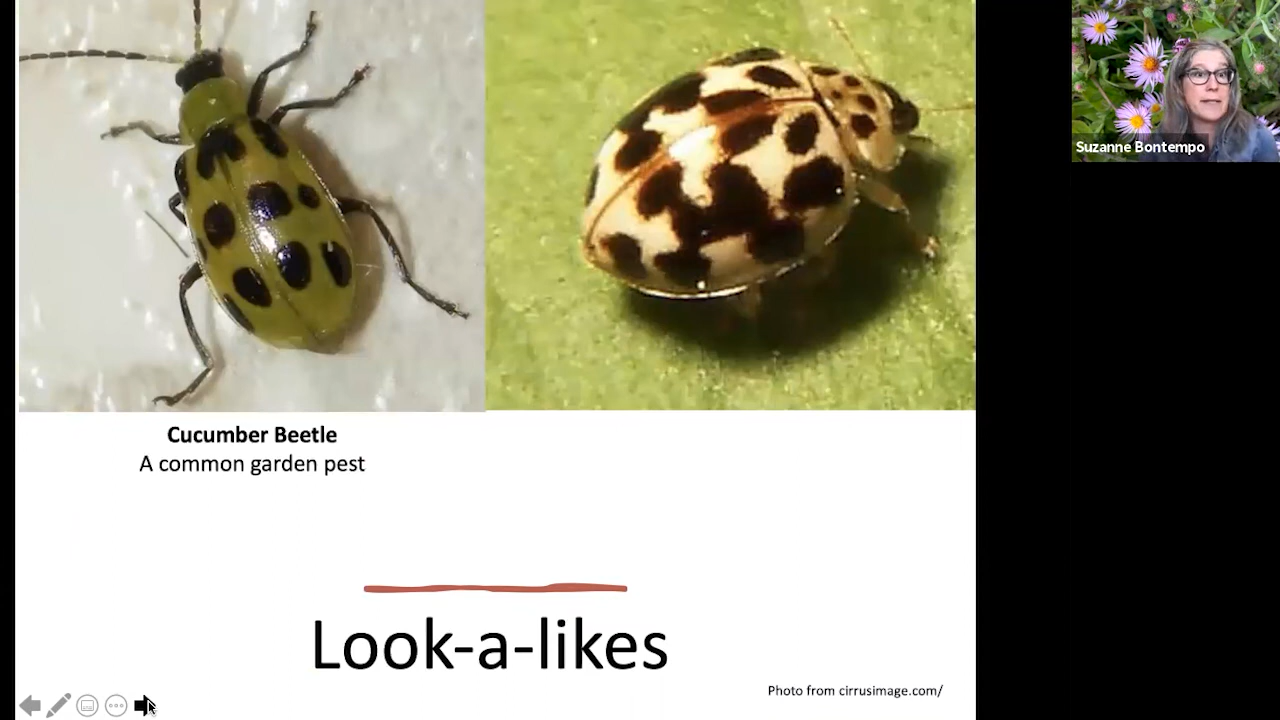 Suzanne Bontempo
Cucumber Beetle
A common garden pest
Look-a-likes
Photo from cirrusimage.com/